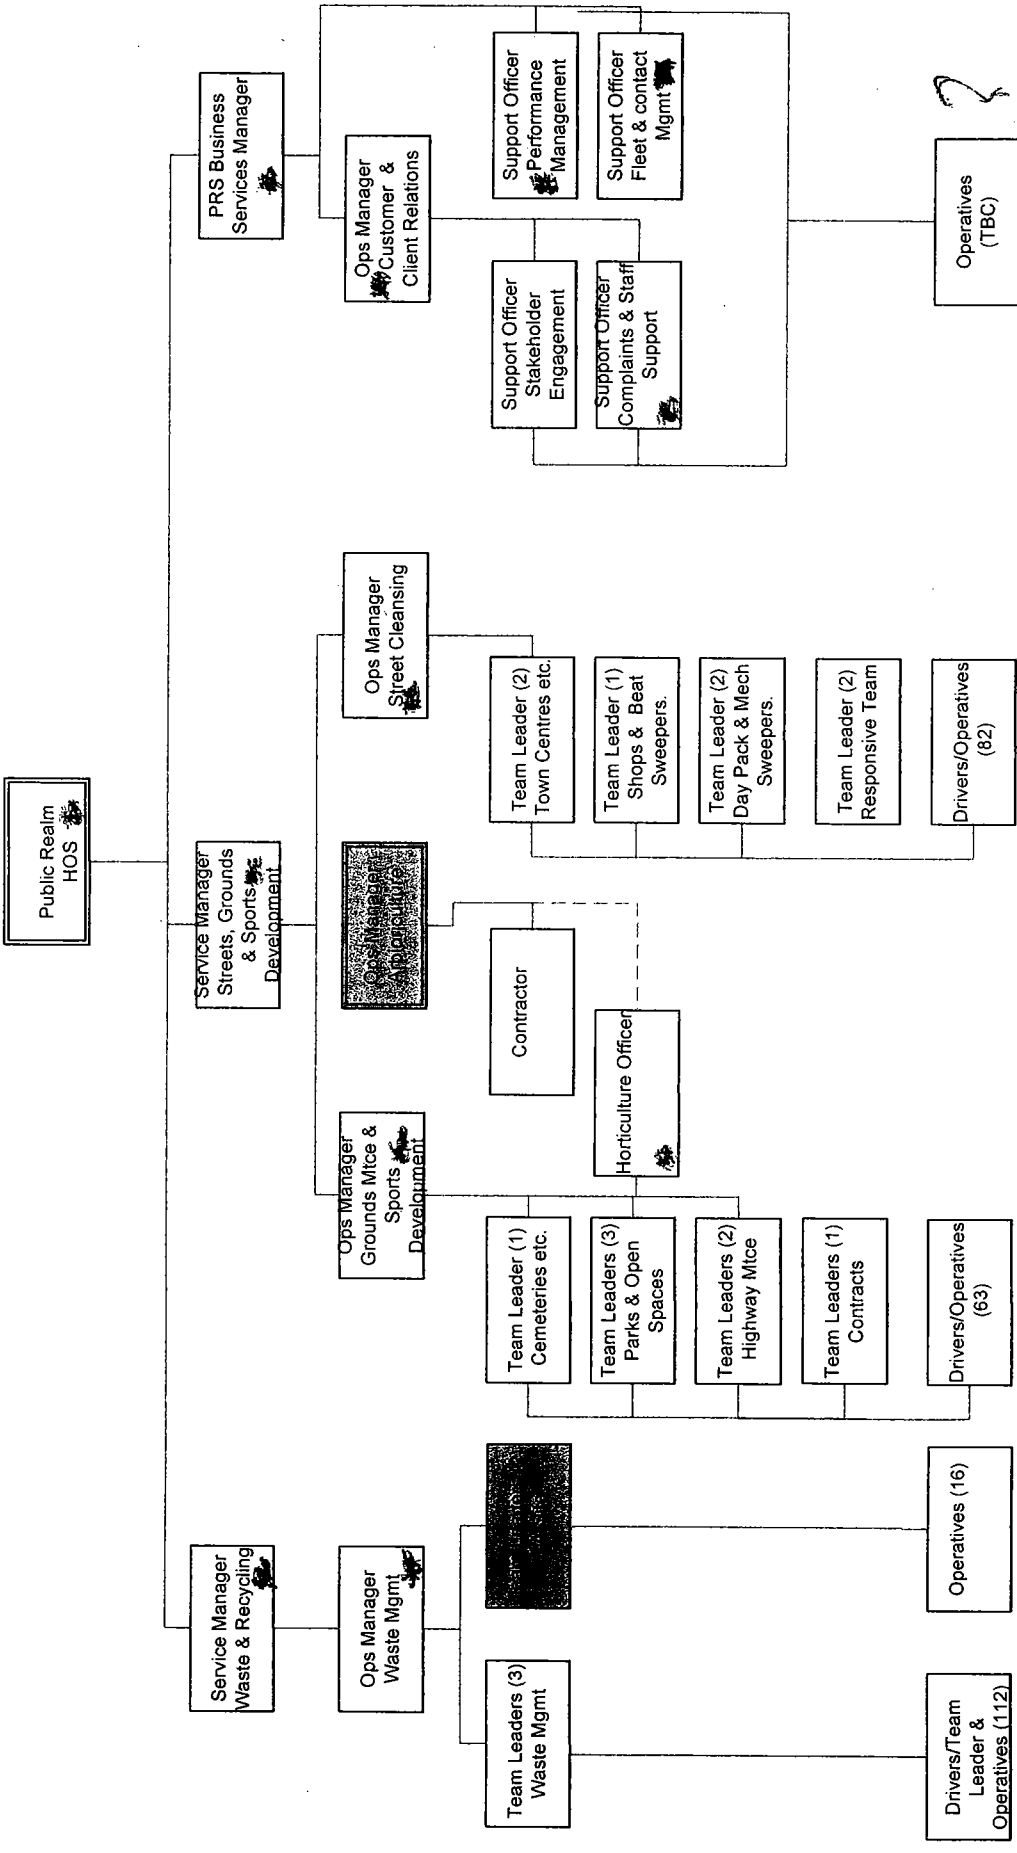 Public Realm
HOS
Service Manager
Waste & Recycling
Service Manager
Streets, Grounds
& Sports
Development
PRS Business
Services Manager
Ops Manager
Waste Mgmt
Ops Manager
Grounds Mtce &
Sports
Development
Ops Manager
Arboriculture
Ops Manager
Street Cleansing
Ops Manager
Customer &
Client Relations
Team Leaders (3)
Waste Mgmt
Team Leader (1)
Cemeteries etc.
Team Leaders (3)
Parks & Open
Spaces
Team Leaders (2)
Highway Mtce
Team Leaders (1)
Contracts
Contractor
Horticulture Officer
Team Leader (2)
Town Centres etc.
Team Leader (1)
Shops & Beat
Sweepers.
Team Leader (2)
Day Pack & Mech
Sweepers.
Team Leader (2)
Responsive Team
Support Officer
Stakeholder
Engagement
Support Officer
Complaints & Staff
Support
Support Officer
Performance
Management
Support Officer
Fleet & contact
Mgmt
Drivers/Team
Leader &
Operatives (112)
Operatives (16)
Drivers/Operatives
(63)
Drivers/Operatives
(82)
Operatives
(TBC)